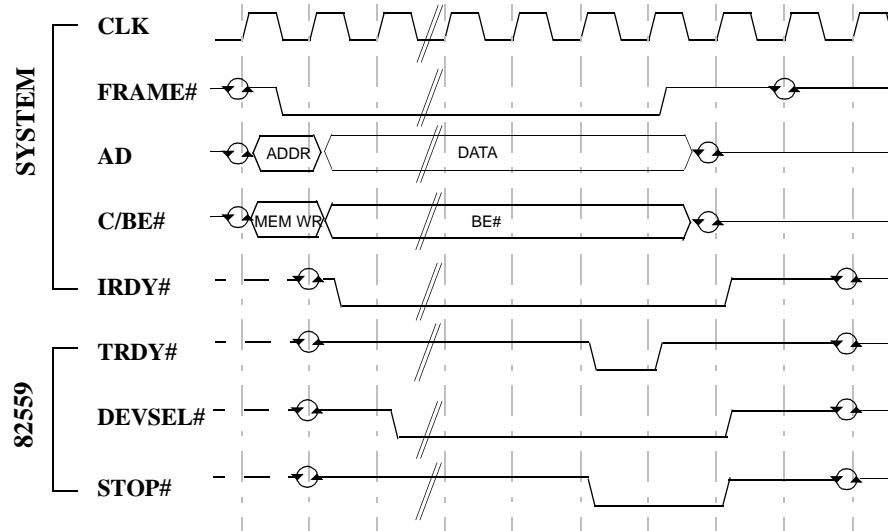 SYSTEM
CLK
FRAME#
AD
ADDR
DATA
C/BE#
MEM WR
BE#
IRDY#
82559
TRDY#
DEVSEL#
STOP#